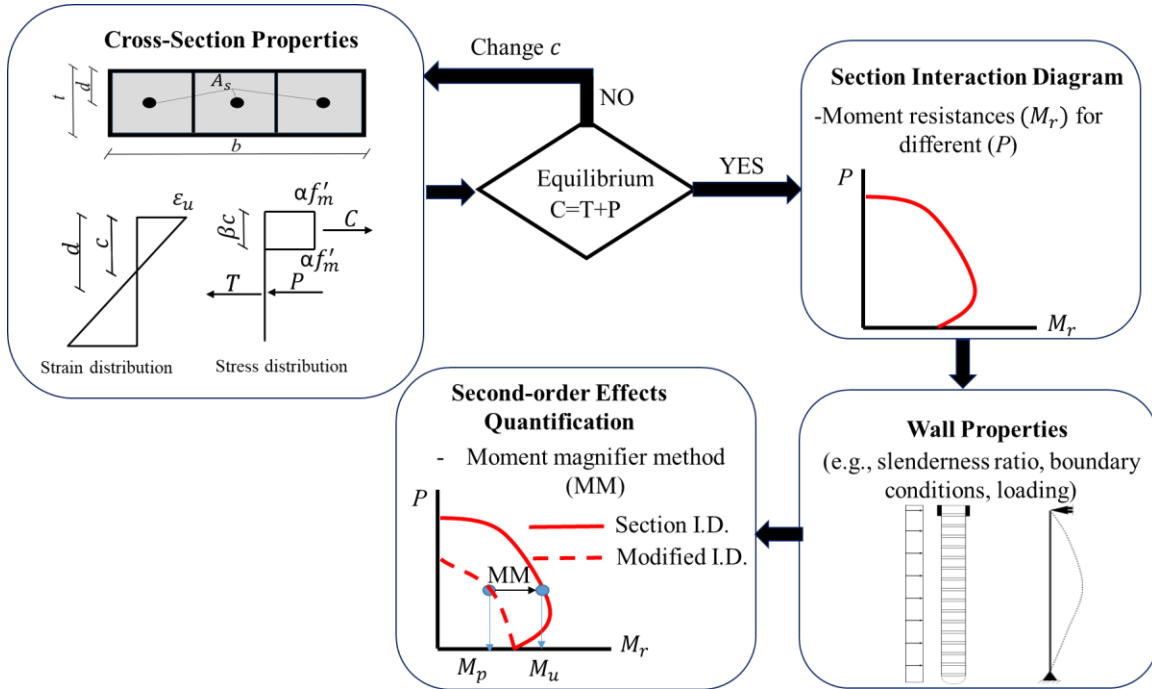 Cross-Section Properties
t
d
A_s
b
ε_u
d
c
βc
αf′_m
C
αf′_m
T
P
Strain distribution
Stress distribution
Change c
NO
Equilibrium
C=T+P
YES
Section Interaction Diagram
-Moment resistances (M_r) for
different (P)
P
M_r
Wall Properties
(e.g., slenderness ratio, boundary
conditions, loading)
Second-order Effects
Quantification
- Moment magnifier method
(MM)
P
Section I.D.
Modified I.D.
MM
M_r
M_p
M_u